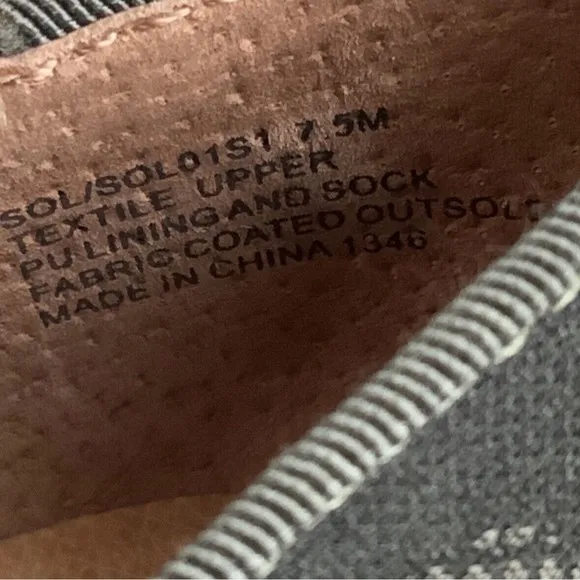 SOL/SOL01S1 7.5M
TEXTILE UPPER
PU LINING AND SOCK
FABRIC COATED OUTSOLE
MADE IN CHINA 1346